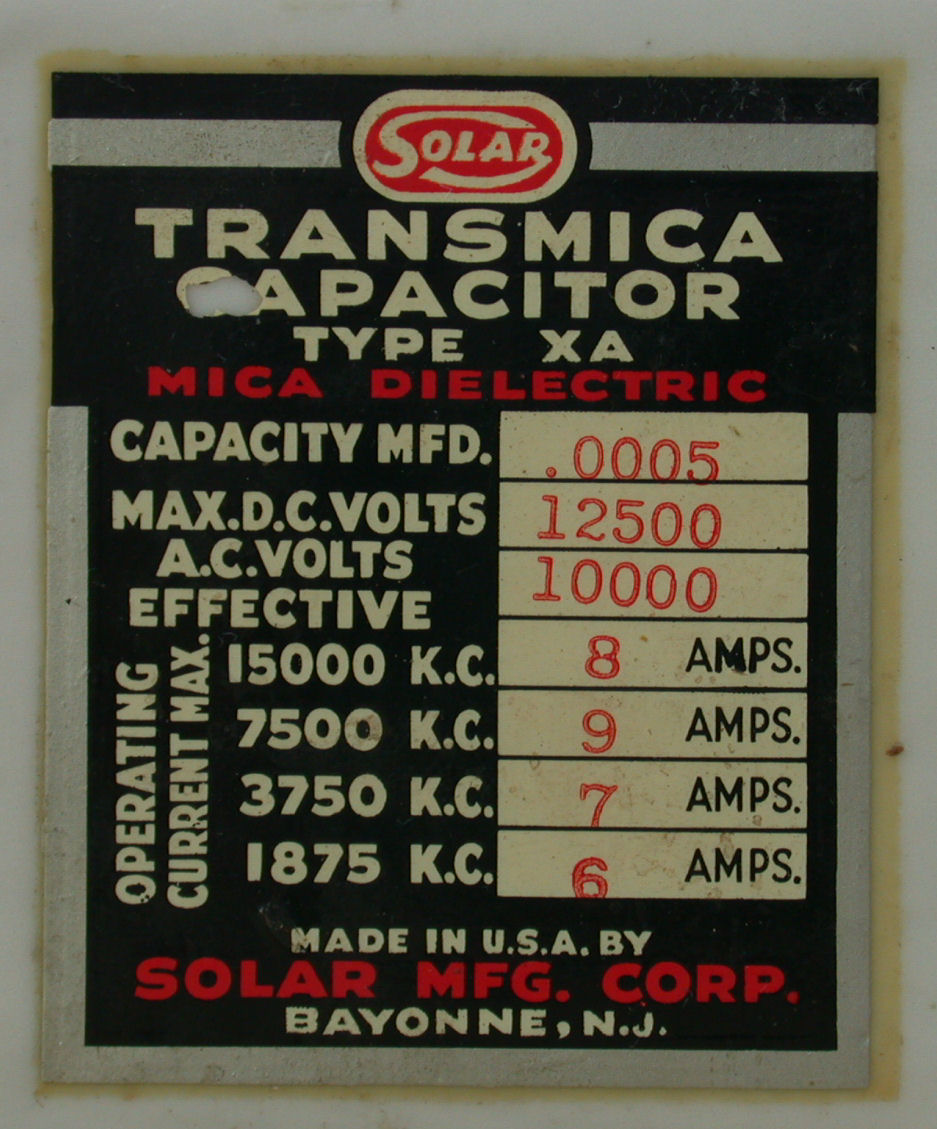 SOLAR
TRANSMICA
CAPACITOR
TYPE XA
MICA DIELECTRIC
CAPACITY MFD. .0005
MAX.D.C.VOLTS 12500
A.C.VOLTS 10000
EFFECTIVE
OPERATING
CURRENT MAX.
15000 K.C. 8 AMPS.
7500 K.C. 9 AMPS.
3750 K.C. 7 AMPS.
1875 K.C. 6 AMPS.
MADE IN U.S.A. BY
SOLAR MFG. CORP.
BAYONNE, N.J.